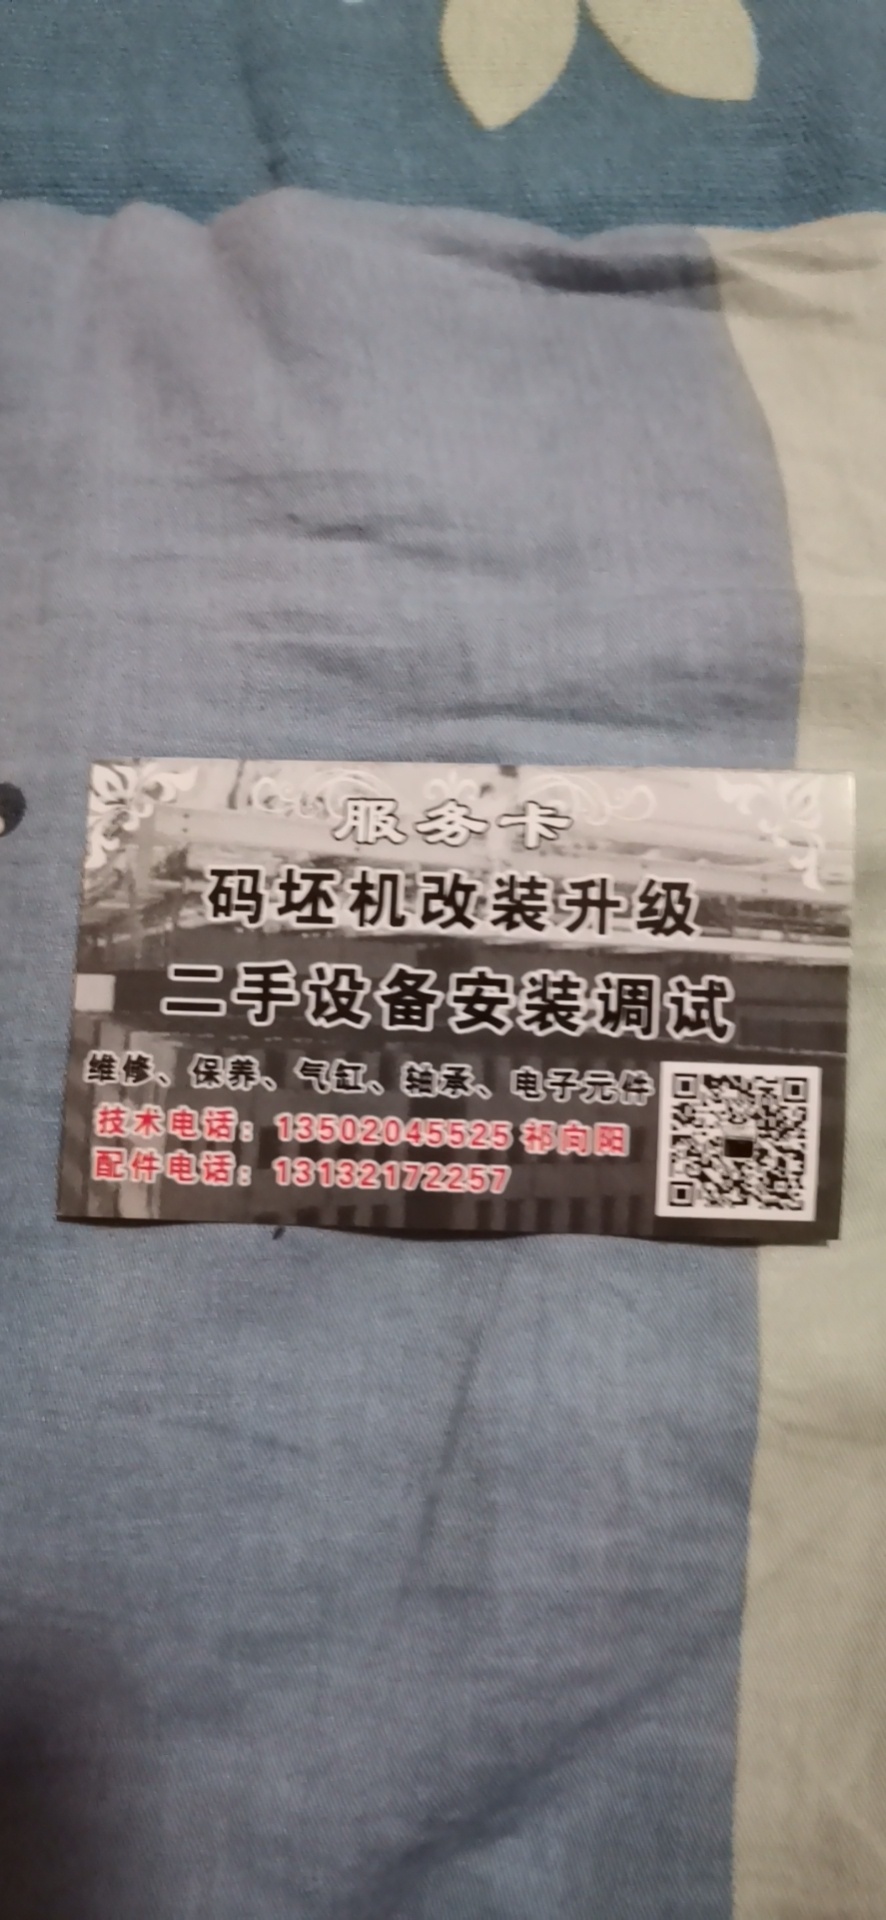 服务卡
码坯机改装升级
二手设备安装调试
维修、保养、气缸、轴承、电子元件
技术电话：13502045525 祁向阳
配件电话：13132172257